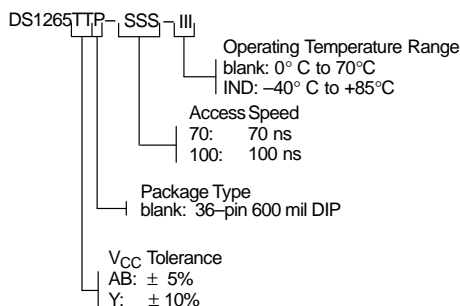 DS1265TTP– SSS – III
Operating Temperature Range
blank: 0° C to 70°C
IND: –40° C to +85°C
Access Speed
70: 70 ns
100: 100 ns
Package Type
blank: 36–pin 600 mil DIP
VCC Tolerance
AB: ± 5%
Y: ± 10%